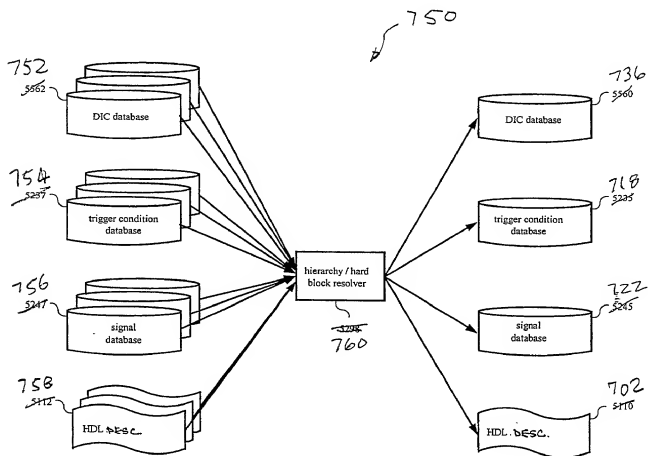 750
752
5562
DIC database
736
5560
DIC database
754
5237
trigger condition
database
718
5235
trigger condition
database
hierarchy / hard
block resolver
5298
760
756
5247
signal
database
722
5245
signal
database
758
5112
HDL DESC.
702
5110
HDL. DESC.